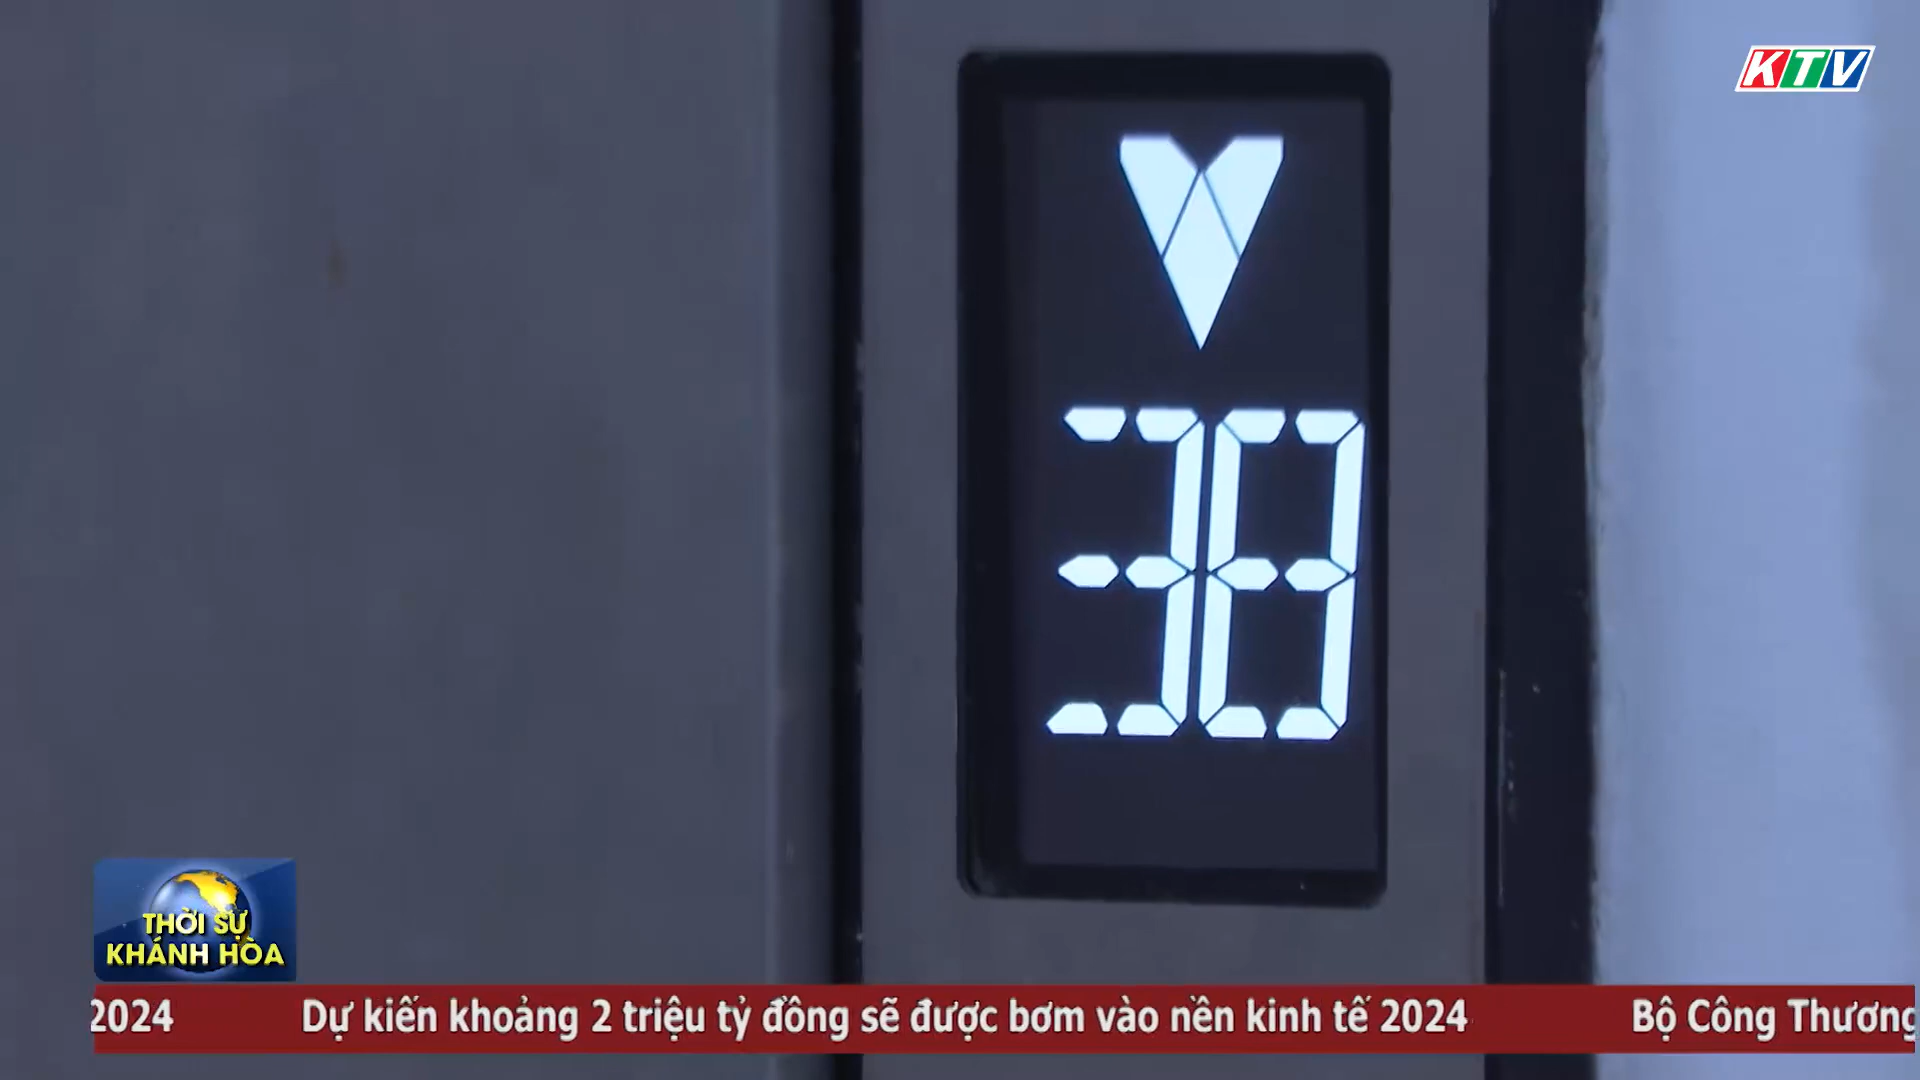 KTV
38
THỜI SỰ
KHÁNH HÒA
2024 Dự kiến khoảng 2 triệu tỷ đồng sẽ được bơm vào nền kinh tế 2024 Bộ Công Thương